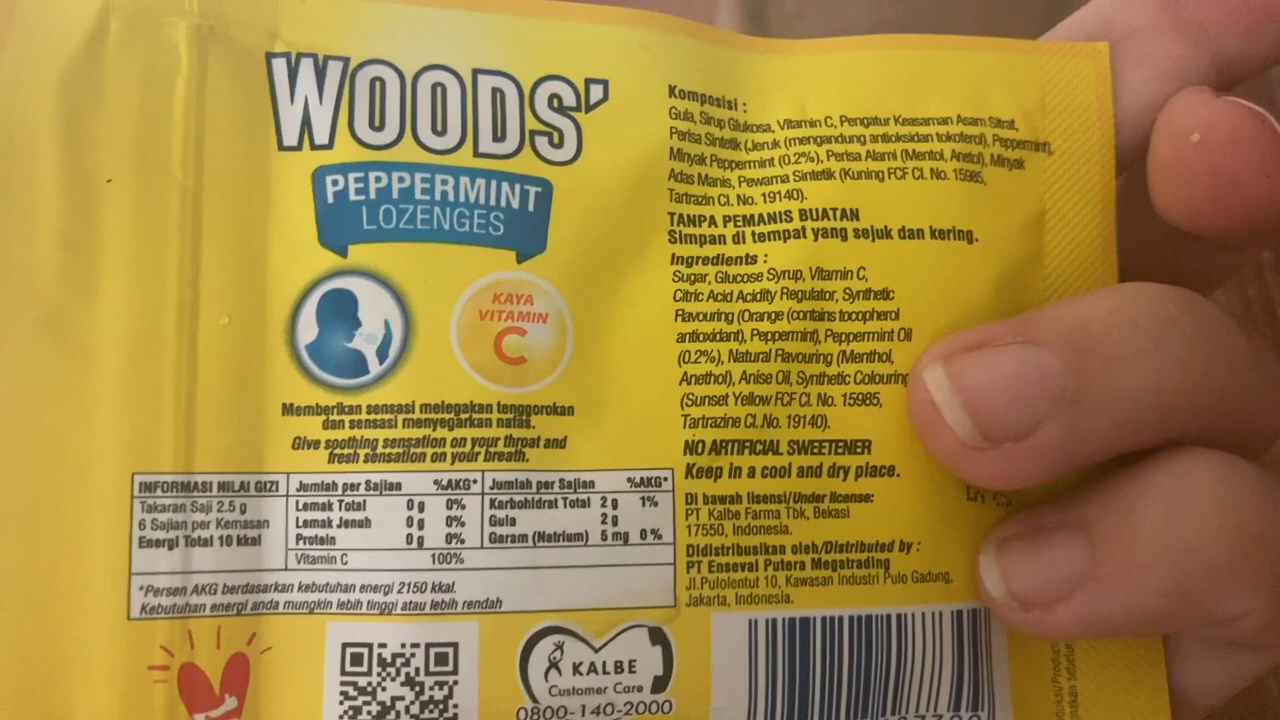 WOODS'
PEPPERMINT
LOZENGES
KAYA
VITAMIN
C
Memberikan sensasi melegakan tenggorokan
dan sensasi menyegarkan nafas.
Give soothing sensation on your throat and
fresh sensation on your breath.
INFORMASI NILAI GIZI
Takaran Saji 2.5 g
6 Sajian per Kemasan
Energi Total 10 kkal
Jumlah per Sajian %AKG*
Lemak Total 0 g 0%
Lemak Jenuh 0 g 0%
Protein 0 g 0%
Vitamin C 100%
Jumlah per Sajian %AKG*
Karbohidrat Total 2 g 1%
Gula 2 g
Garam (Natrium) 5 mg 0%
*Persen AKG berdasarkan kebutuhan energi 2150 kkal.
Kebutuhan energi anda mungkin lebih tinggi atau lebih rendah
KALBE
Customer Care
0800-140-2000
Komposisi :
Gula, Sirup Glukosa, Vitamin C, Pengatur Keasaman Asam Sitrat,
Perisa Sintetik (Jeruk (mengandung antioksidan tokoferol), Peppermint),
Minyak Peppermint (0.2%), Perisa Alami (Mentol, Anetol), Minyak
Adas Manis, Pewarna Sintetik (Kuning FCF CI. No. 15985,
Tartrazin CI. No. 19140).
TANPA PEMANIS BUATAN
Simpan di tempat yang sejuk dan kering.
Ingredients :
Sugar, Glucose Syrup, Vitamin C,
Citric Acid Acidity Regulator, Synthetic
Flavouring (Orange (contains tocopherol
antioxidant), Peppermint), Peppermint Oil
(0.2%), Natural Flavouring (Menthol,
Anethol), Anise Oil, Synthetic Colouring
(Sunset Yellow FCF CI. No. 15985,
Tartrazine CI. No. 19140).
NO ARTIFICIAL SWEETENER
Keep in a cool and dry place.
Di bawah lisensi/Under license:
PT Kalbe Farma Tbk, Bekasi
17550, Indonesia.
Didistribusikan oleh/Distributed by :
PT Enseval Putera Megatrading
Jl.Pulolentut 10, Kawasan Industri Pulo Gadung,
Jakarta, Indonesia.